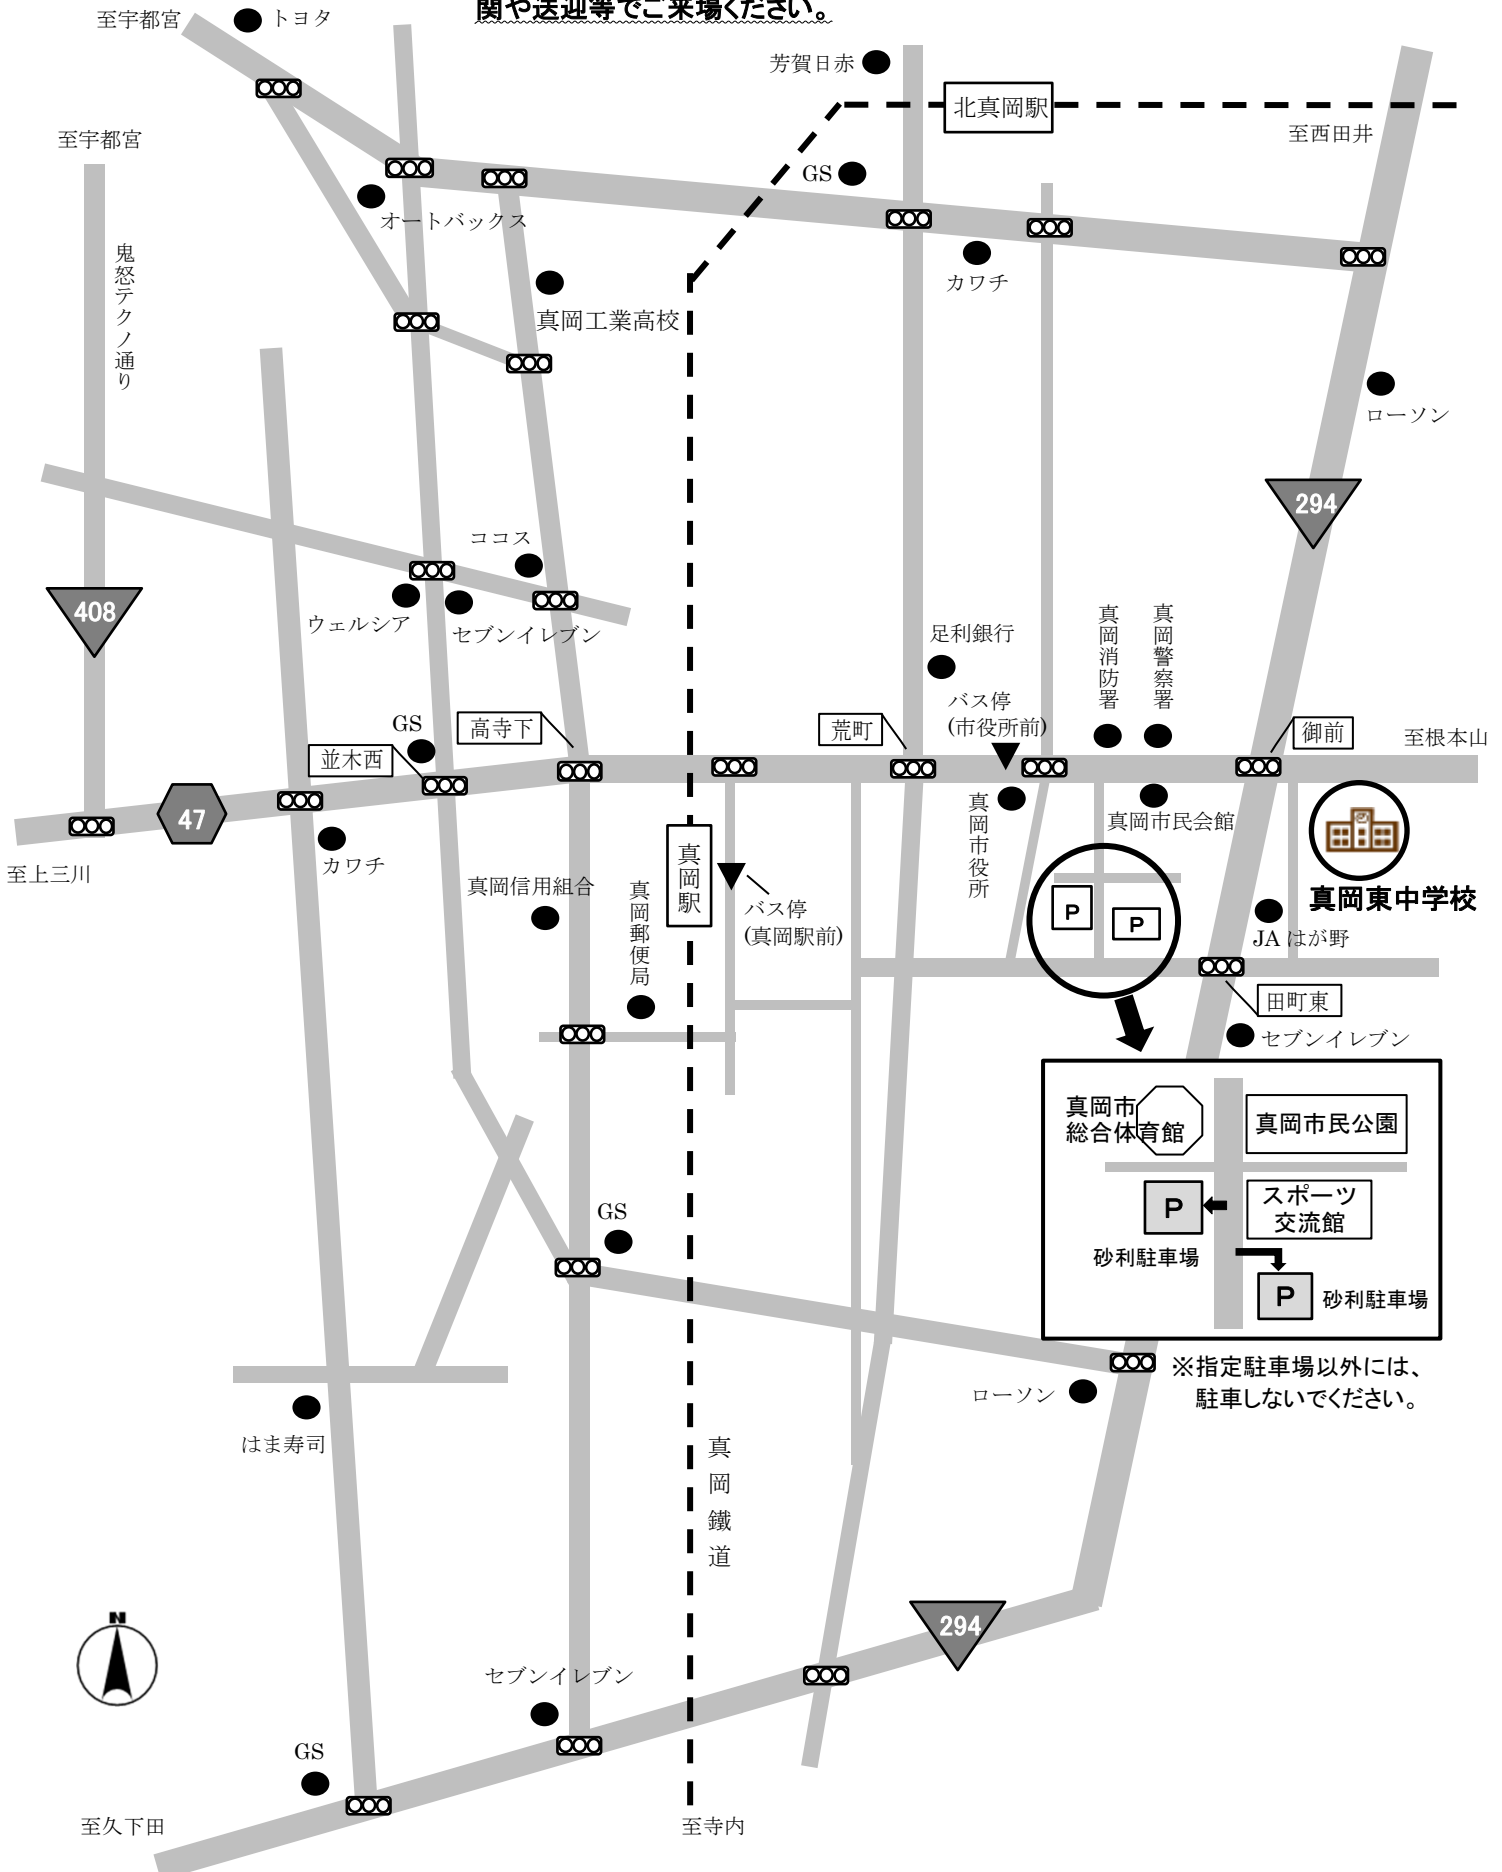 関や送迎等でご来場ください。
至宇都宮
トヨタ
芳賀日赤
北真岡駅
至宇都宮
至西田井
GS
オートバックス
鬼怒テクノ通り
カワチ
真岡工業高校
ローソン
294
ココス
408
ウェルシア
セブンイレブン
足利銀行
真岡消防署
真岡警察署
バス停
(市役所前)
GS
高寺下
荒町
御前
至根本山
並木西
47
真岡市役所
真岡市民会館
カワチ
至上三川
真岡信用組合
真岡郵便局
真岡駅
バス停
(真岡駅前)
P
P
真岡東中学校
JAはが野
田町東
セブンイレブン
真岡市
総合体育館
真岡市民公園
P
スポーツ
交流館
砂利駐車場
P
砂利駐車場
GS
※指定駐車場以外には、
駐車しないでください。
ローソン
はま寿司
真岡鐵道
294
N
セブンイレブン
GS
至久下田
至寺内